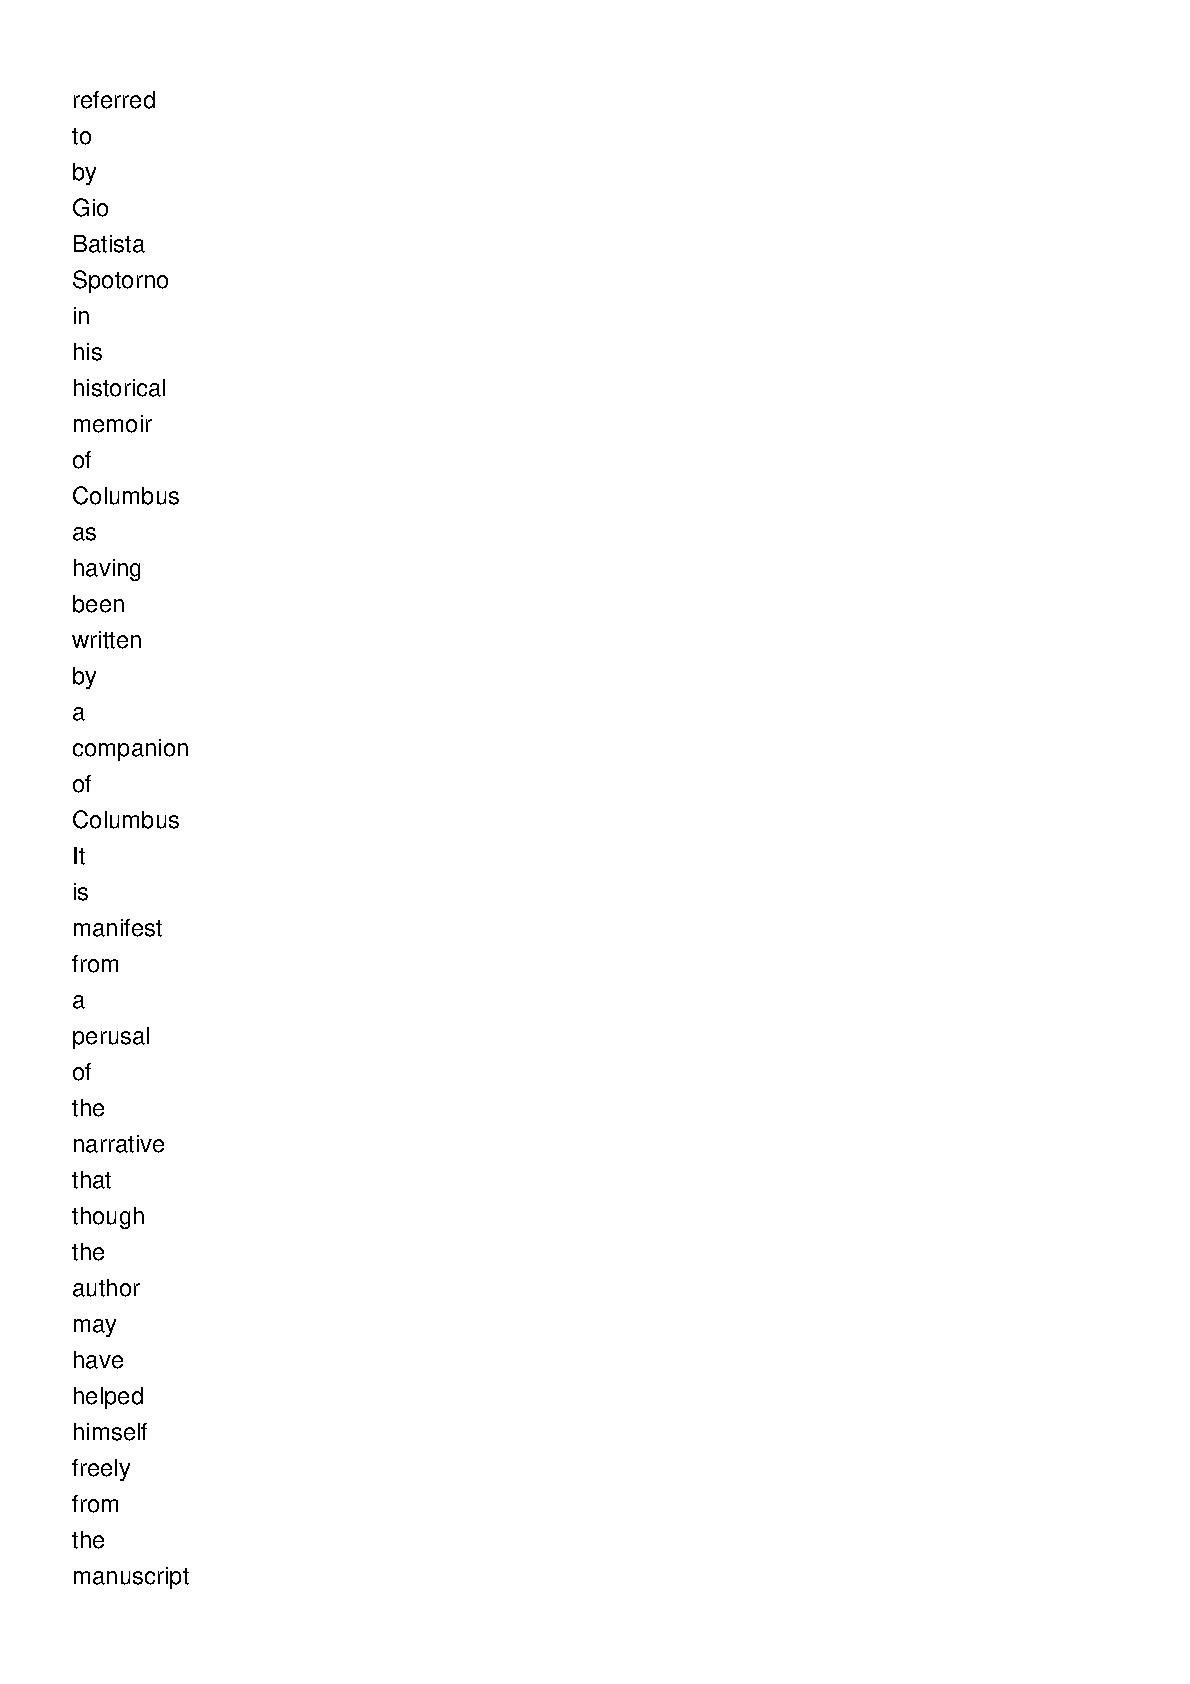 referred
to
by
Gio
Batista
Spotorno
in
his
historical
memoir
of
Columbus
as
having
been
written
by
a
companion
of
Columbus
It
is
manifest
from
a
perusal
of
the
narrative
that
though
the
author
may
have
helped
himself
freely
from
the
manuscript